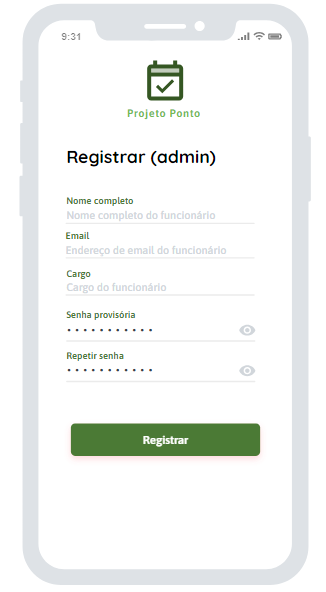 9:31
Projeto Ponto
Registrar (admin)
Nome completo
Nome completo do funcionário
Email
Endereço de email do funcionário
Cargo
Cargo do funcionário
Senha provisória
• • • • • • • • • • •
Repetir senha
• • • • • • • • • • •
Registrar